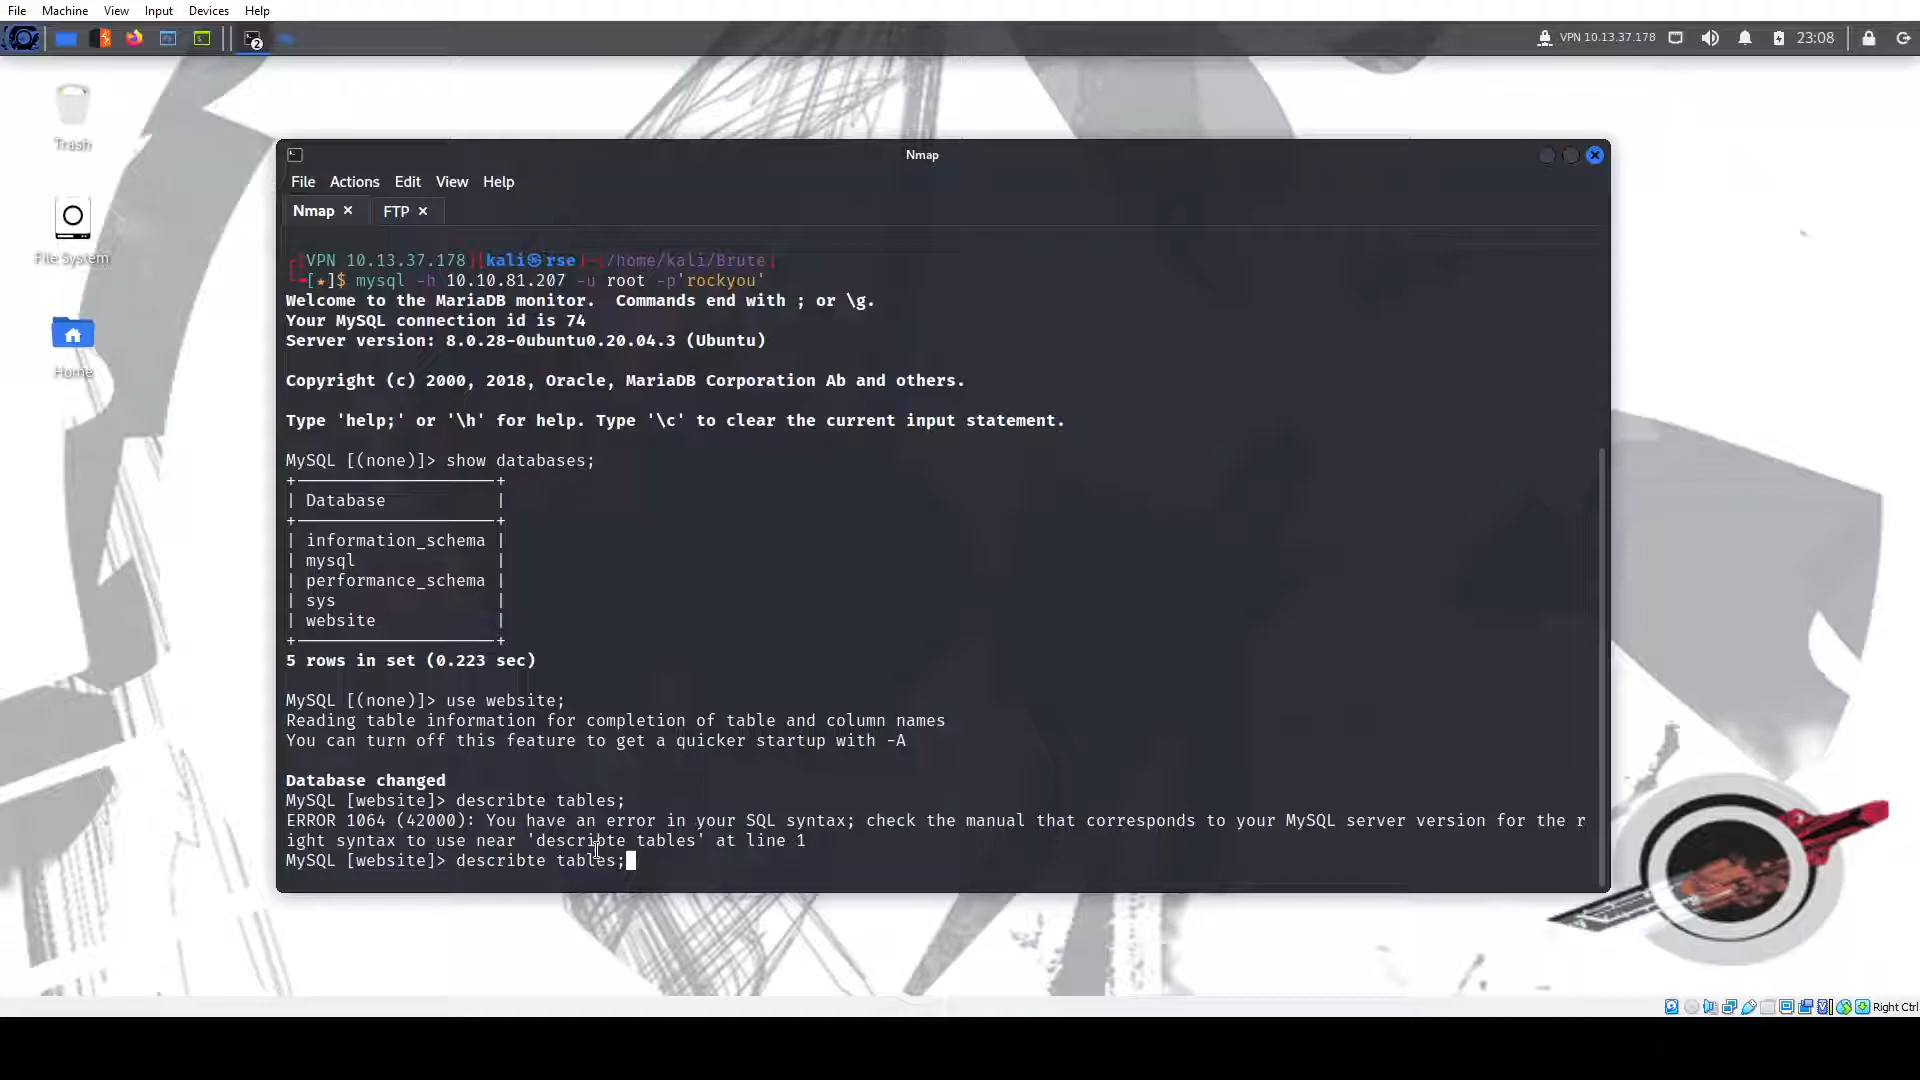 File Machine View Input Devices Help
2 VPN 10.13.37.178 23:08
Trash
File System
Home
Nmap
File Actions Edit View Help
Nmap × FTP ×
[VPN 10.13.37.178][kali㉿rse]-[/home/kali/Brute]
[★]$ mysql -h 10.10.81.207 -u root -p'rockyou'
Welcome to the MariaDB monitor.  Commands end with ; or \g.
Your MySQL connection id is 74
Server version: 8.0.28-0ubuntu0.20.04.3 (Ubuntu)
Copyright (c) 2000, 2018, Oracle, MariaDB Corporation Ab and others.
Type 'help;' or '\h' for help. Type '\c' to clear the current input statement.
MySQL [(none)]> show databases;
+--------------------+
| Database           |
+--------------------+
| information_schema |
| mysql              |
| performance_schema |
| sys                |
| website            |
+--------------------+
5 rows in set (0.223 sec)
MySQL [(none)]> use website;
Reading table information for completion of table and column names
You can turn off this feature to get a quicker startup with -A
Database changed
MySQL [website]> describte tables;
ERROR 1064 (42000): You have an error in your SQL syntax; check the manual that corresponds to your MySQL server version for the r
ight syntax to use near 'describte tables' at line 1
MySQL [website]> describte tables;
Right Ctrl